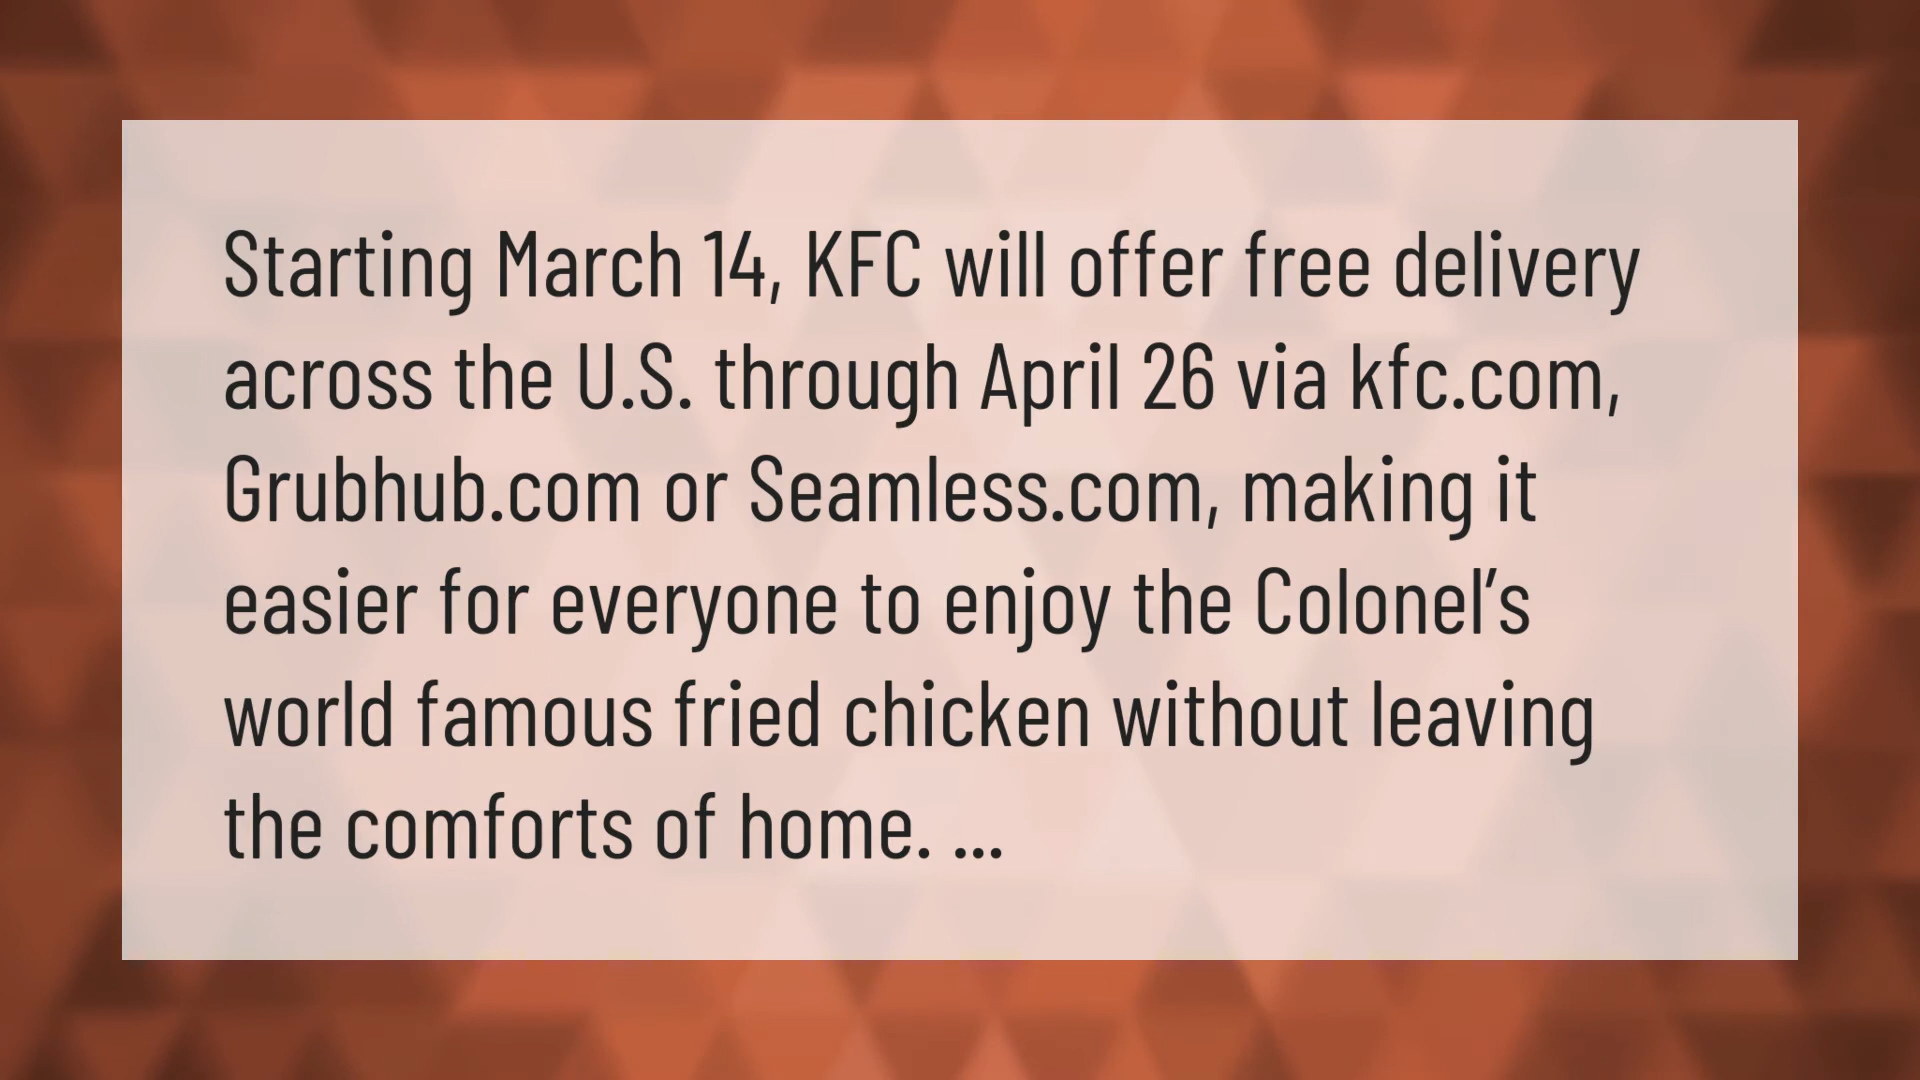 Starting March 14, KFC will offer free delivery
across the U.S. through April 26 via kfc.com,
Grubhub.com or Seamless.com, making it
easier for everyone to enjoy the Colonel’s
world famous fried chicken without leaving
the comforts of home. ...